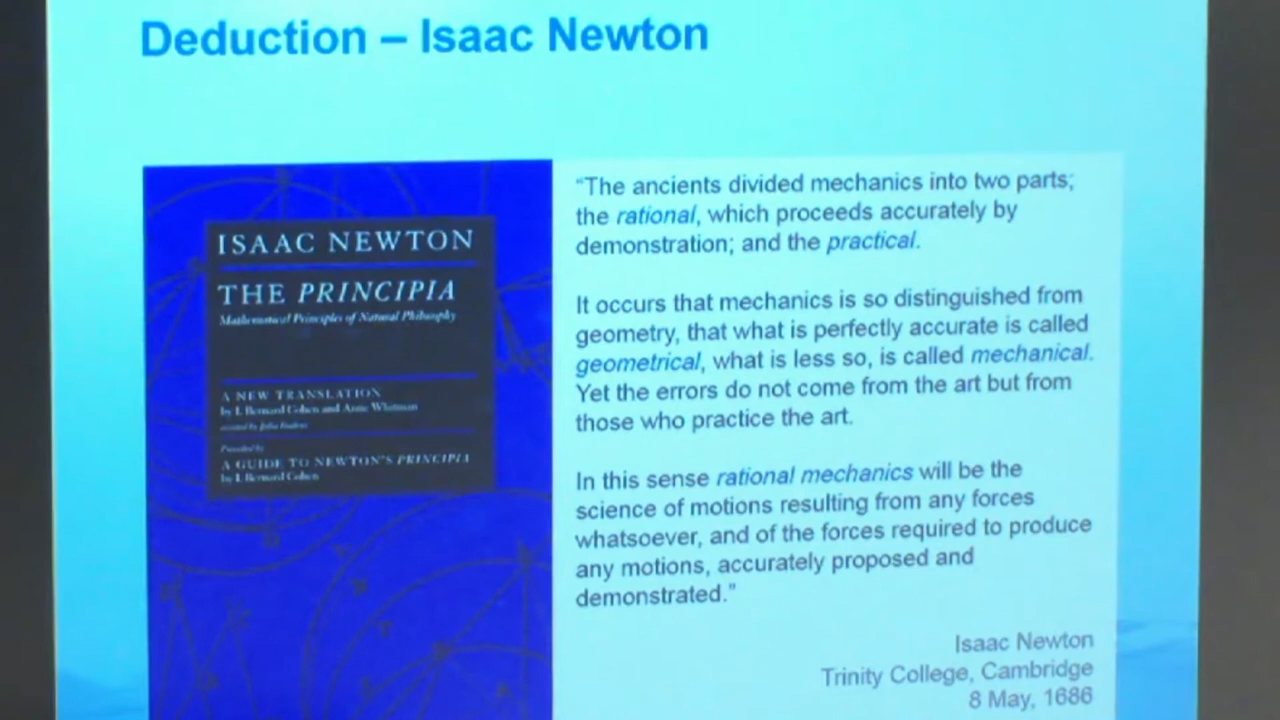 Deduction – Isaac Newton
ISAAC NEWTON
THE PRINCIPIA
Mathematical Principles of Natural Philosophy
A NEW TRANSLATION
by I. Bernard Cohen and Anne Whitman
assisted by Julia Budenz
Preceded by
A GUIDE TO NEWTON'S PRINCIPIA
by I. Bernard Cohen
“The ancients divided mechanics into two parts;
the rational, which proceeds accurately by
demonstration; and the practical.
It occurs that mechanics is so distinguished from
geometry, that what is perfectly accurate is called
geometrical, what is less so, is called mechanical.
Yet the errors do not come from the art but from
those who practice the art.
In this sense rational mechanics will be the
science of motions resulting from any forces
whatsoever, and of the forces required to produce
any motions, accurately proposed and
demonstrated.”
Isaac Newton
Trinity College, Cambridge
8 May, 1686